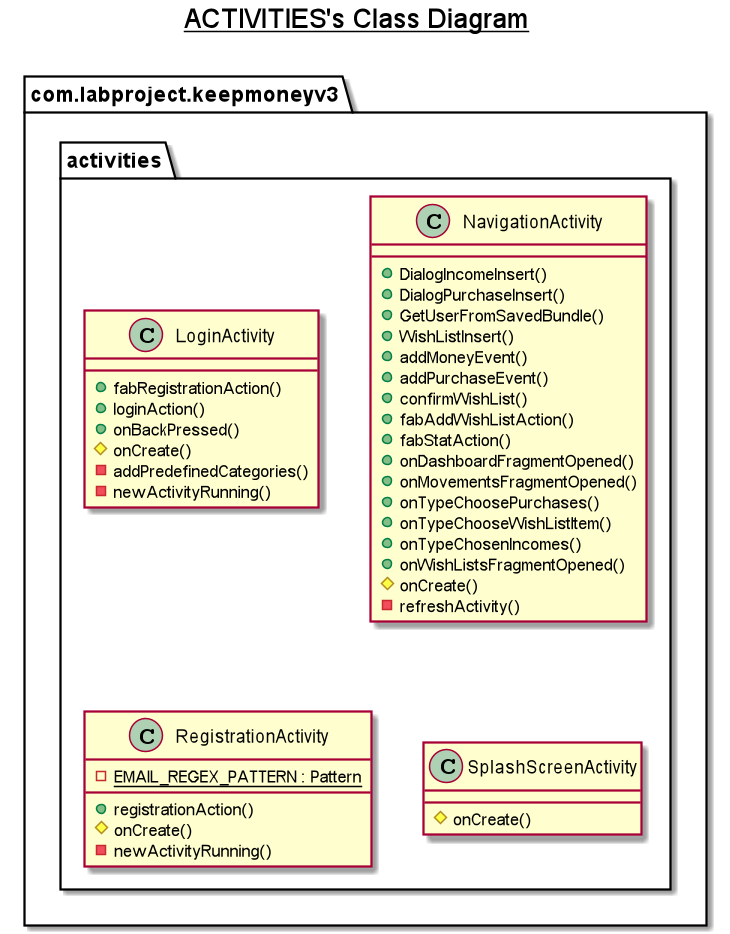 ACTIVITIES's Class Diagram
com.labproject.keepmoneyv3
activities
C NavigationActivity
DialogIncomeInsert()
DialogPurchaseInsert()
GetUserFromSavedBundle()
WishListInsert()
addMoneyEvent()
addPurchaseEvent()
confirmWishList()
fabAddWishListAction()
fabStatAction()
onDashboardFragmentOpened()
onMovementsFragmentOpened()
onTypeChoosePurchases()
onTypeChooseWishListItem()
onTypeChosenIncomes()
onWishListsFragmentOpened()
onCreate()
refreshActivity()
C LoginActivity
fabRegistrationAction()
loginAction()
onBackPressed()
onCreate()
addPredefinedCategories()
newActivityRunning()
C RegistrationActivity
EMAIL_REGEX_PATTERN : Pattern
registrationAction()
onCreate()
newActivityRunning()
C SplashScreenActivity
onCreate()